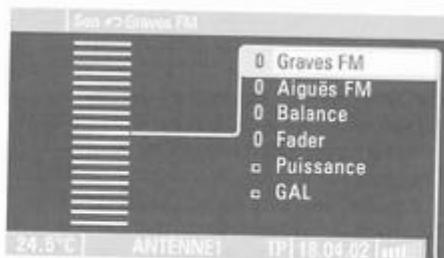 Son Graves FM
0 Graves FM
0 Aiguës FM
0 Balance
0 Fader
Puissance
GAL
24.5°C ANTENNE1 TP 18.04.02